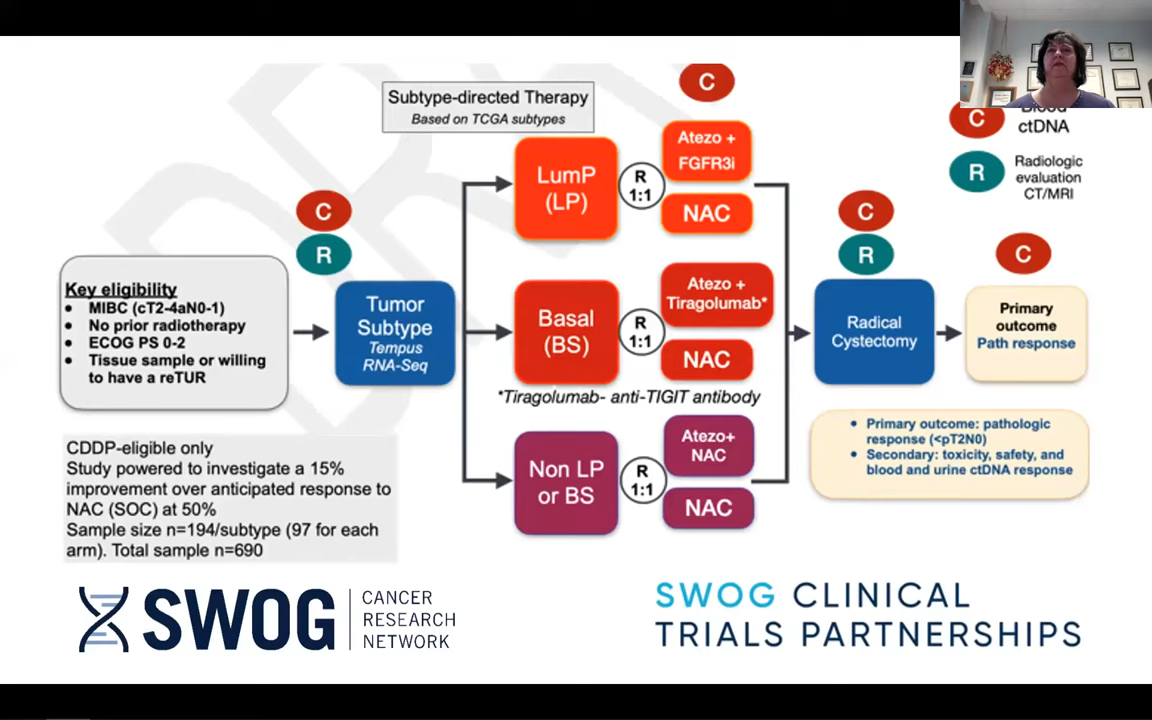 Subtype-directed Therapy
Based on TCGA subtypes
C
C
R
Key eligibility
• MIBC (cT2-4aN0-1)
• No prior radiotherapy
• ECOG PS 0-2
• Tissue sample or willing
to have a reTUR
Tumor
Subtype
Tempus
RNA-Seq
LumP
(LP)
R
1:1
Atezo +
FGFR3i
NAC
Basal
(BS)
R
1:1
Atezo +
Tiragolumab*
NAC
*Tiragolumab- anti-TIGIT antibody
Non LP
or BS
R
1:1
Atezo+
NAC
NAC
C
R
Radical
Cystectomy
C
Primary
outcome
Path response
C
ctDNA
R
Radiologic
evaluation
CT/MRI
• Primary outcome: pathologic
response (<pT2N0)
• Secondary: toxicity, safety, and
blood and urine ctDNA response
CDDP-eligible only
Study powered to investigate a 15%
improvement over anticipated response to
NAC (SOC) at 50%
Sample size n=194/subtype (97 for each
arm). Total sample n=690
SWOG
CANCER
RESEARCH
NETWORK
SWOG CLINICAL
TRIALS PARTNERSHIPS